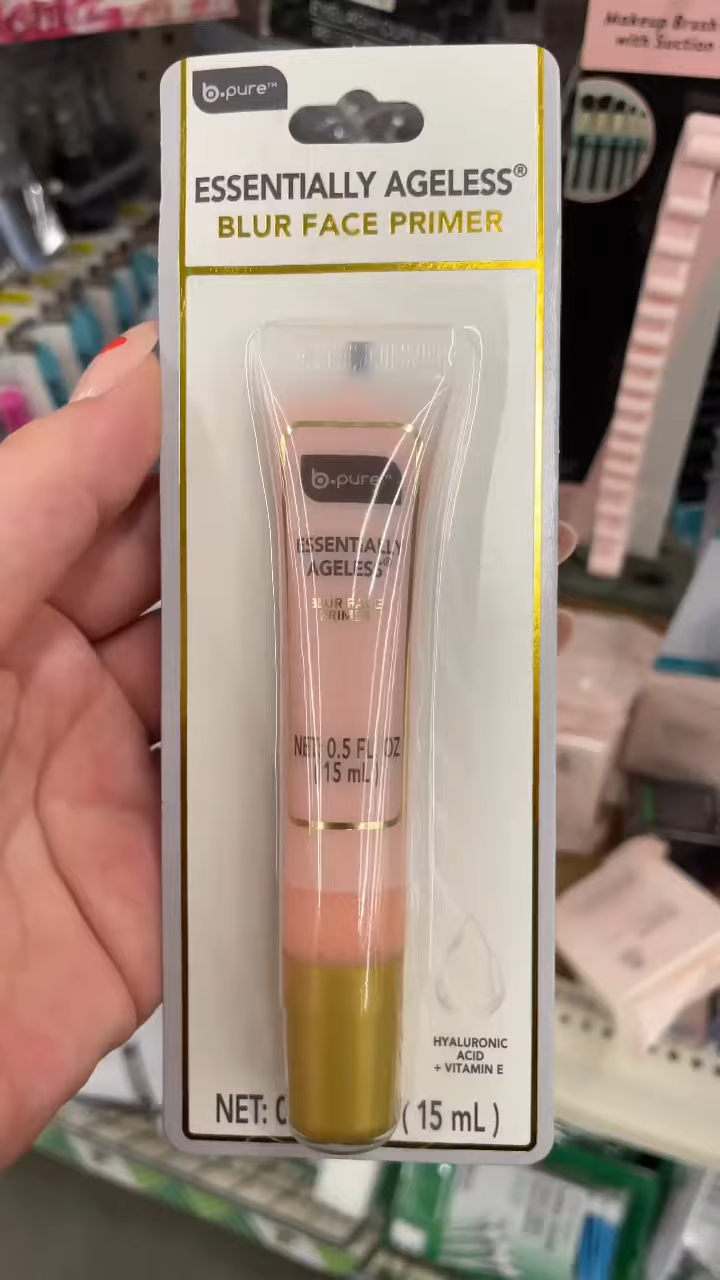 Makeup Brush
with Suction
b.pure™
ESSENTIALLY AGELESS®
BLUR FACE PRIMER
b.pure™
ESSENTIALLY
AGELESS®
BLUR FACE
PRIMER
NET 0.5 FL OZ
(15 mL)
HYALURONIC
ACID
+ VITAMIN E
NET: 0
(15 mL)